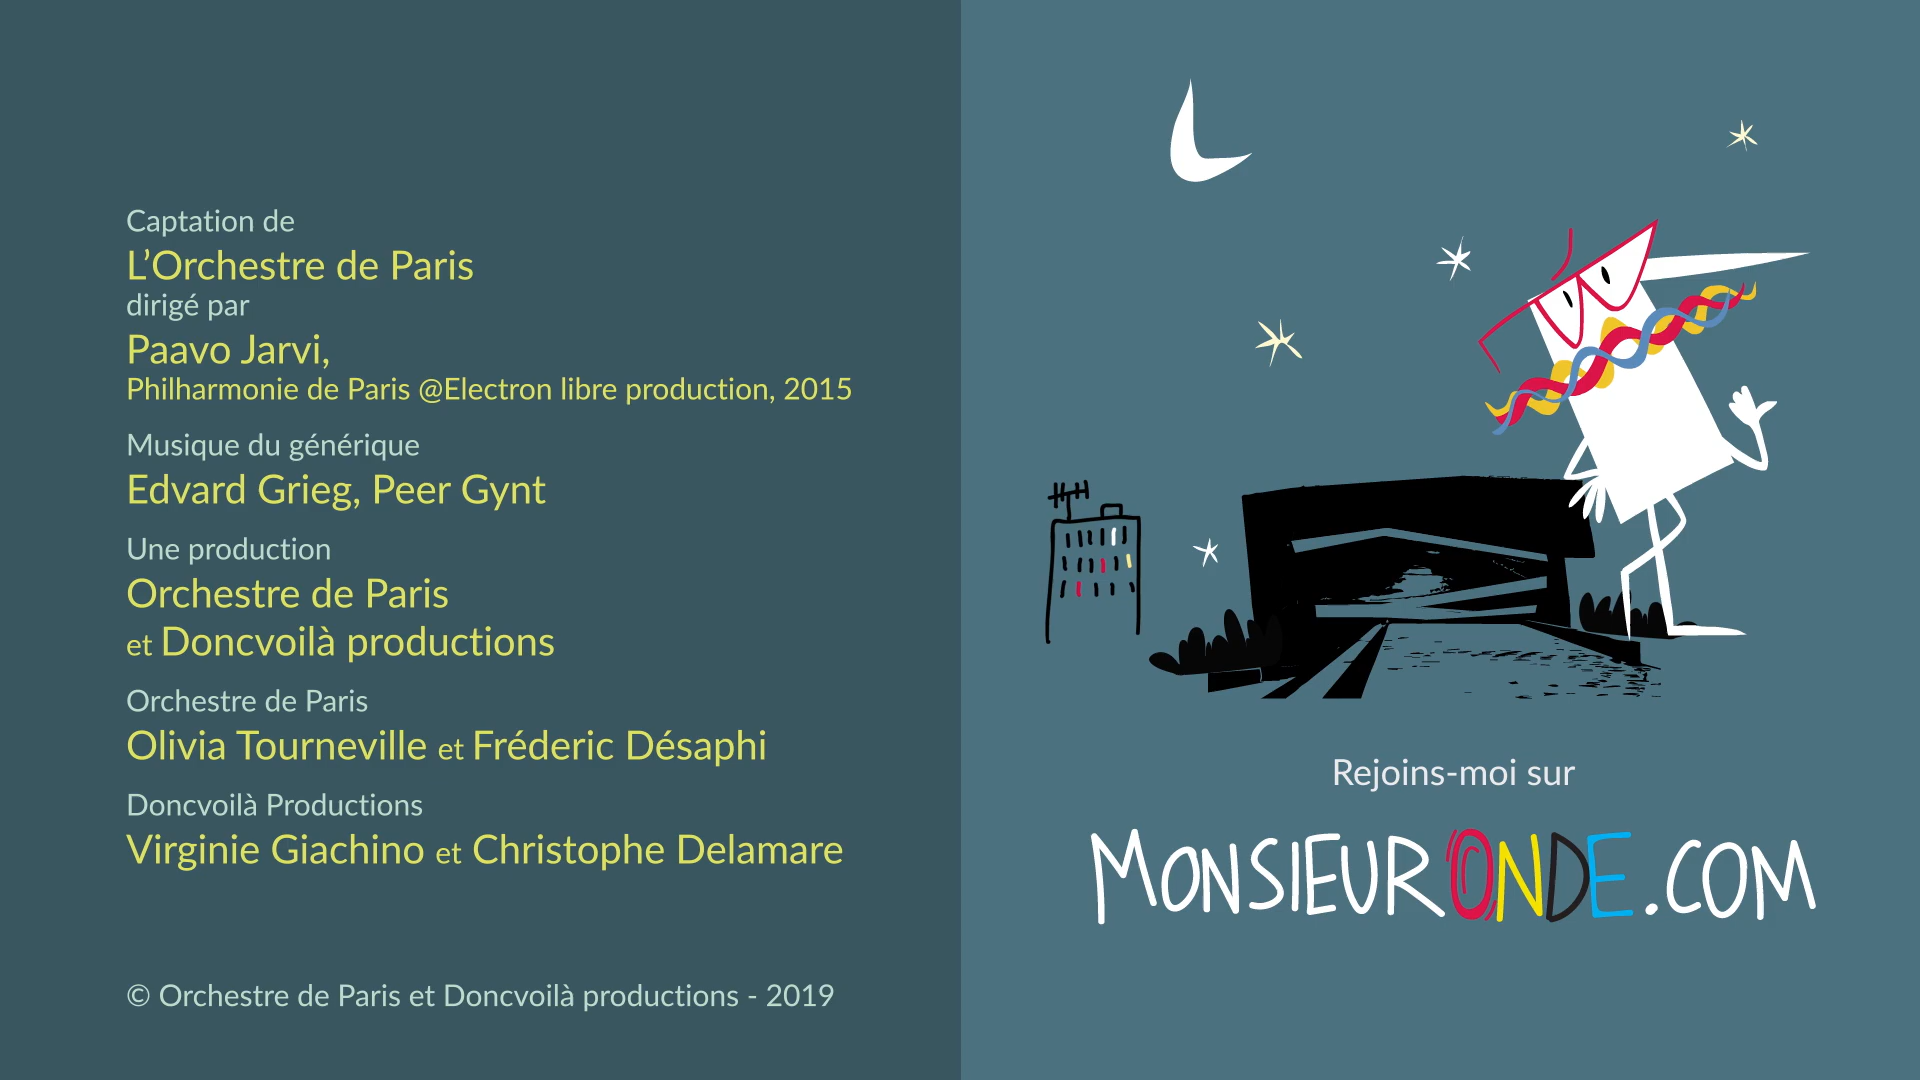 Captation de
L’Orchestre de Paris
dirigé par
Paavo Jarvi,
Philharmonie de Paris @Electron libre production, 2015
Musique du générique
Edvard Grieg, Peer Gynt
Une production
Orchestre de Paris
et Doncvoilà productions
Orchestre de Paris
Olivia Tourneville et Fréderic Désaphi
Doncvoilà Productions
Virginie Giachino et Christophe Delamare
© Orchestre de Paris et Doncvoilà productions - 2019
Rejoins-moi sur
MONSIEURONDE.COM